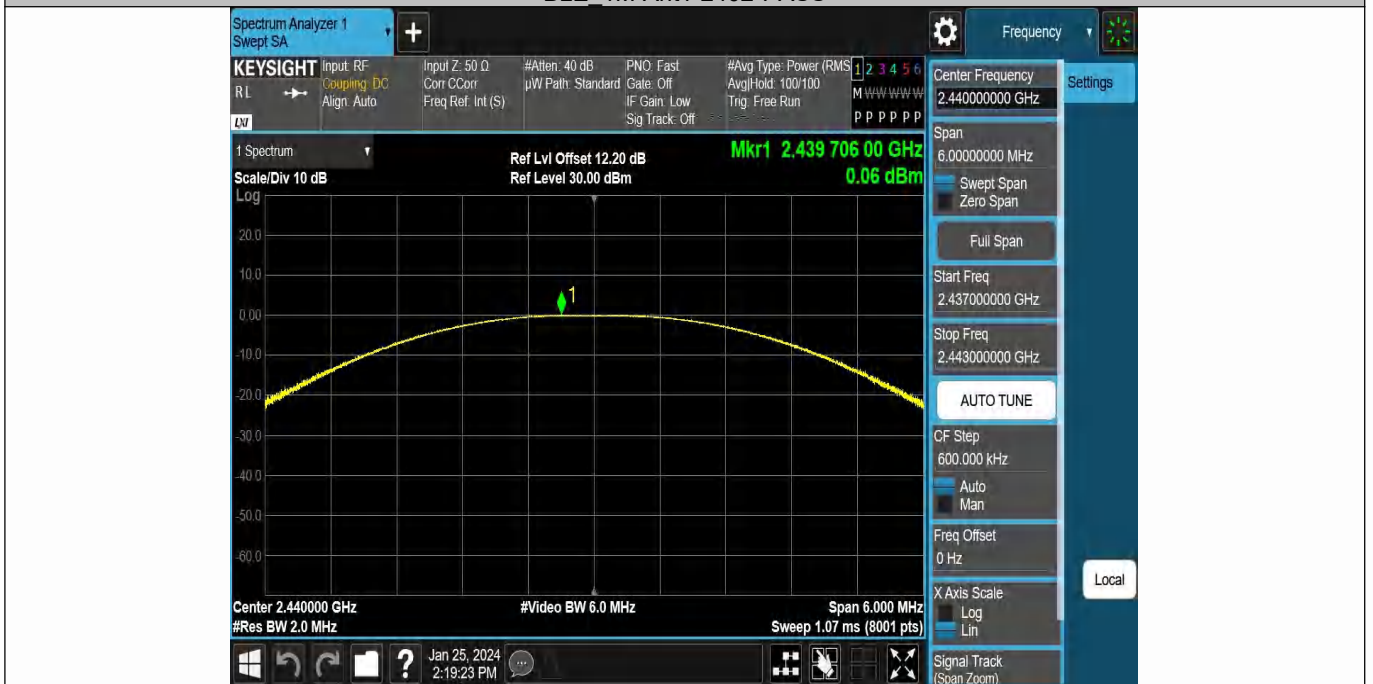 Spectrum Analyzer 1
Swept SA
+
Frequency
KEYSIGHT
RL
LXI
Input: RF
Coupling: DC
Align: Auto
Input Z: 50 Ω
Corr CCorr
Freq Ref: Int (S)
#Atten: 40 dB
µW Path: Standard
PNO: Fast
Gate: Off
IF Gain: Low
Sig Track: Off
#Avg Type: Power (RMS
Avg|Hold: 100/100
Trig: Free Run
1 2 3 4 5 6
M W W W W W
P P P P P P
Center Frequency
2.440000000 GHz
Settings
Span
6.00000000 MHz
Swept Span
Zero Span
Full Span
Start Freq
2.437000000 GHz
Stop Freq
2.443000000 GHz
AUTO TUNE
CF Step
600.000 kHz
Auto
Man
Freq Offset
0 Hz
X Axis Scale
Log
Lin
Local
Signal Track
(Span Zoom)
1 Spectrum
Scale/Div 10 dB
Ref Lvl Offset 12.20 dB
Ref Level 30.00 dBm
Mkr1 2.439 706 00 GHz
0.06 dBm
Log
20.0
10.0
0.00
-10.0
-20.0
-30.0
-40.0
-50.0
-60.0
1
Center 2.440000 GHz
#Video BW 6.0 MHz
Span 6.000 MHz
#Res BW 2.0 MHz
Sweep 1.07 ms (8001 pts)
?
Jan 25, 2024
2:19:23 PM